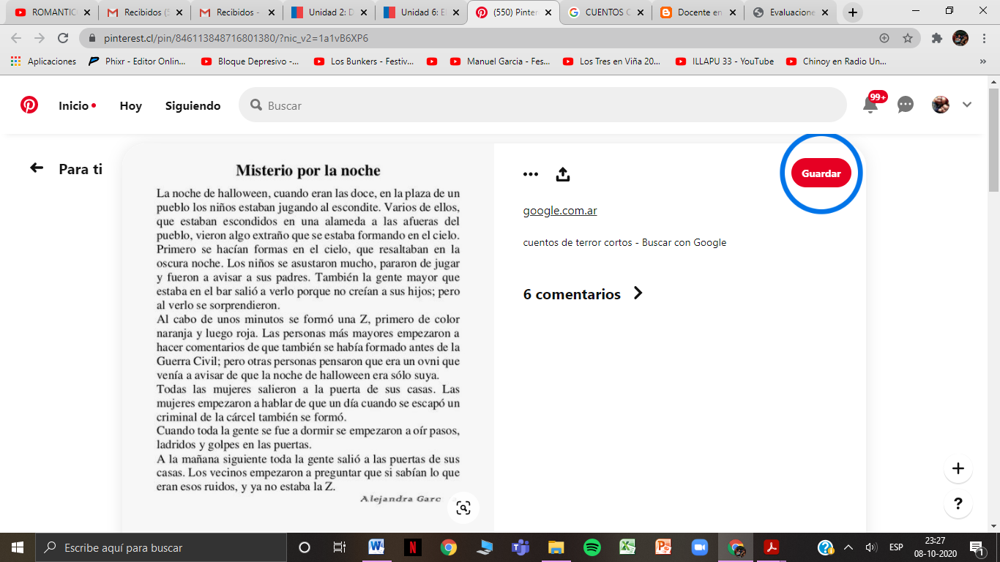 ROMANTIC
Recibidos (5
Recibidos -
Unidad 2: D
Unidad 6: El
(550) Pinter
CUENTOS C
Docente en
Evaluacione
pinterest.cl/pin/846113848716801380/?nic_v2=1a1vB6XP6
Aplicaciones
Phixr - Editor Onlin...
Bloque Depresivo -...
Los Bunkers - Festiv...
Manuel Garcia - Fes...
Los Tres en Viña 20...
ILLAPU 33 - YouTube
Chinoy en Radio Un...
»
Inicio
Hoy
Siguiendo
Buscar
99+
Para ti
Misterio por la noche
La noche de halloween, cuando eran las doce, en la plaza de un
pueblo los niños estaban jugando al escondite. Varios de ellos,
que estaban escondidos en una alameda a las afueras del
pueblo, vieron algo extraño que se estaba formando en el cielo.
Primero se hacían formas en el cielo, que resaltaban en la
oscura noche. Los niños se asustaron mucho, pararon de jugar
y fueron a avisar a sus padres. También la gente mayor que
estaba en el bar salió a verlo porque no creían a sus hijos; pero
al verlo se sorprendieron.
Al cabo de unos minutos se formó una Z, primero de color
naranja y luego roja. Las personas más mayores empezaron a
hacer comentarios de que también se había formado antes de la
Guerra Civil; pero otras personas pensaron que era un ovni que
venía a avisar de que la noche de halloween era sólo suya.
Todas las mujeres salieron a la puerta de sus casas. Las
mujeres empezaron a hablar de que un día cuando se escapó un
criminal de la cárcel también se formó.
Cuando toda la gente se fue a dormir se empezaron a oír pasos,
ladridos y golpes en las puertas.
A la mañana siguiente toda la gente salió a las puertas de sus
casas. Los vecinos empezaron a preguntar que si sabían lo que
eran esos ruidos, y ya no estaba la Z.
Alejandra Garc
Guardar
google.com.ar
cuentos de terror cortos - Buscar con Google
6 comentarios
+
?
Escribe aquí para buscar
ESP
23:27
08-10-2020
1